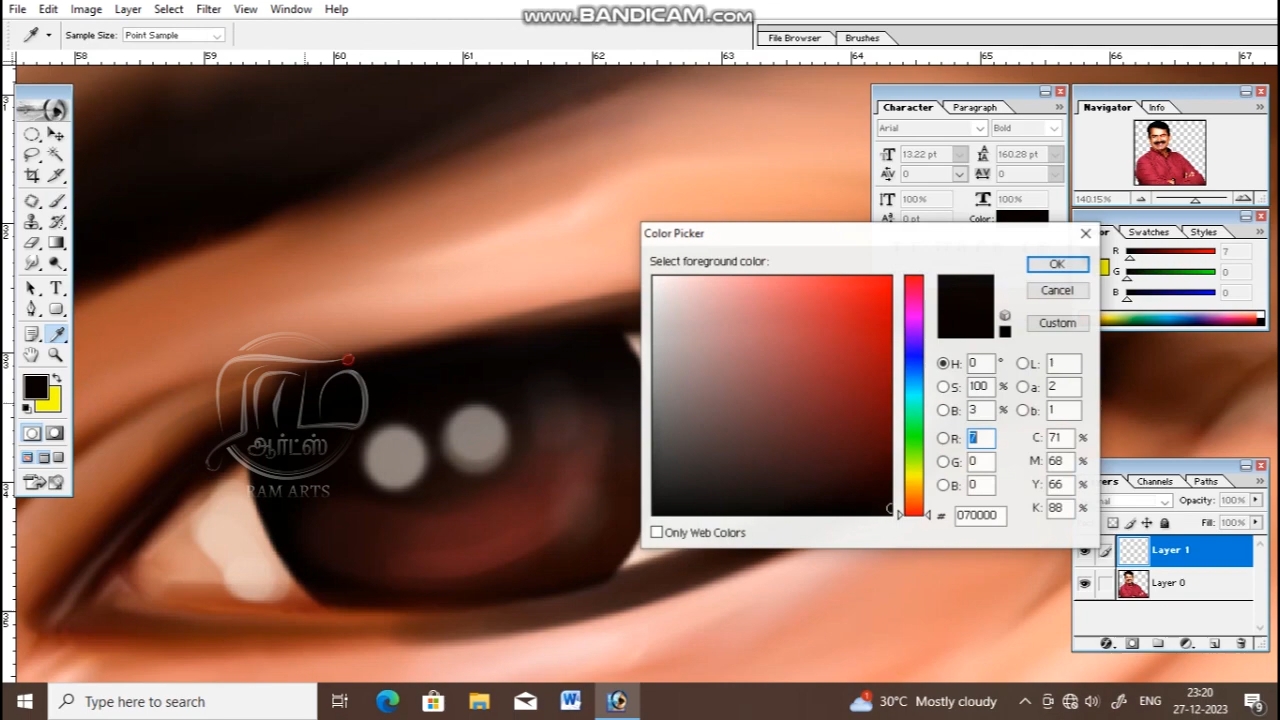 www.BANDICAM.com
File Edit Image Layer Select Filter View Window Help
Sample Size: Point Sample
File Browser Brushes
58 59 60 61 62 63 64 65 66 67
Character Paragraph
Arial Bold
13.22 pt 160.28 pt
0 0
100% 100%
0 pt Color:
Navigator Info
140.15%
Swatches Styles
R 7
G 0
B 0
Color Picker
Select foreground color:
OK
Cancel
Custom
H: 0 ° L: 1
S: 100 % a: 2
B: 3 % b: 1
R: 7 C: 71 %
G: 0 M: 68 %
B: 0 Y: 66 %
K: 88 %
# 070000
Only Web Colors
ராம்
ஆர்ட்ஸ்
RAM ARTS
Channels Paths
Opacity: 100%
Fill: 100%
Layer 1
Layer 0
Type here to search
30°C Mostly cloudy
ENG
23:20
27-12-2023